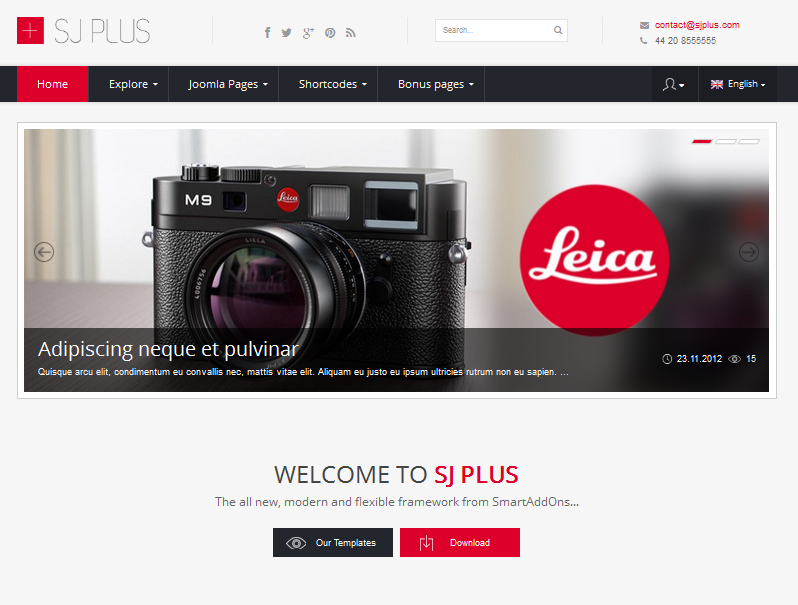 SJ PLUS
Search...
contact@sjplus.com
44 20 8555555
Home
Explore
Joomla Pages
Shortcodes
Bonus pages
English
M9
Leica
Leica
4006756
Adipiscing neque et pulvinar
Quisque arcu elit, condimentum eu convallis nec, mattis vitae elit. Aliquam eu justo eu ipsum ultricies rutrum non eu sapien. ...
23.11.2012
15
WELCOME TO SJ PLUS
The all new, modern and flexible framework from SmartAddOns...
Our Templates
Download